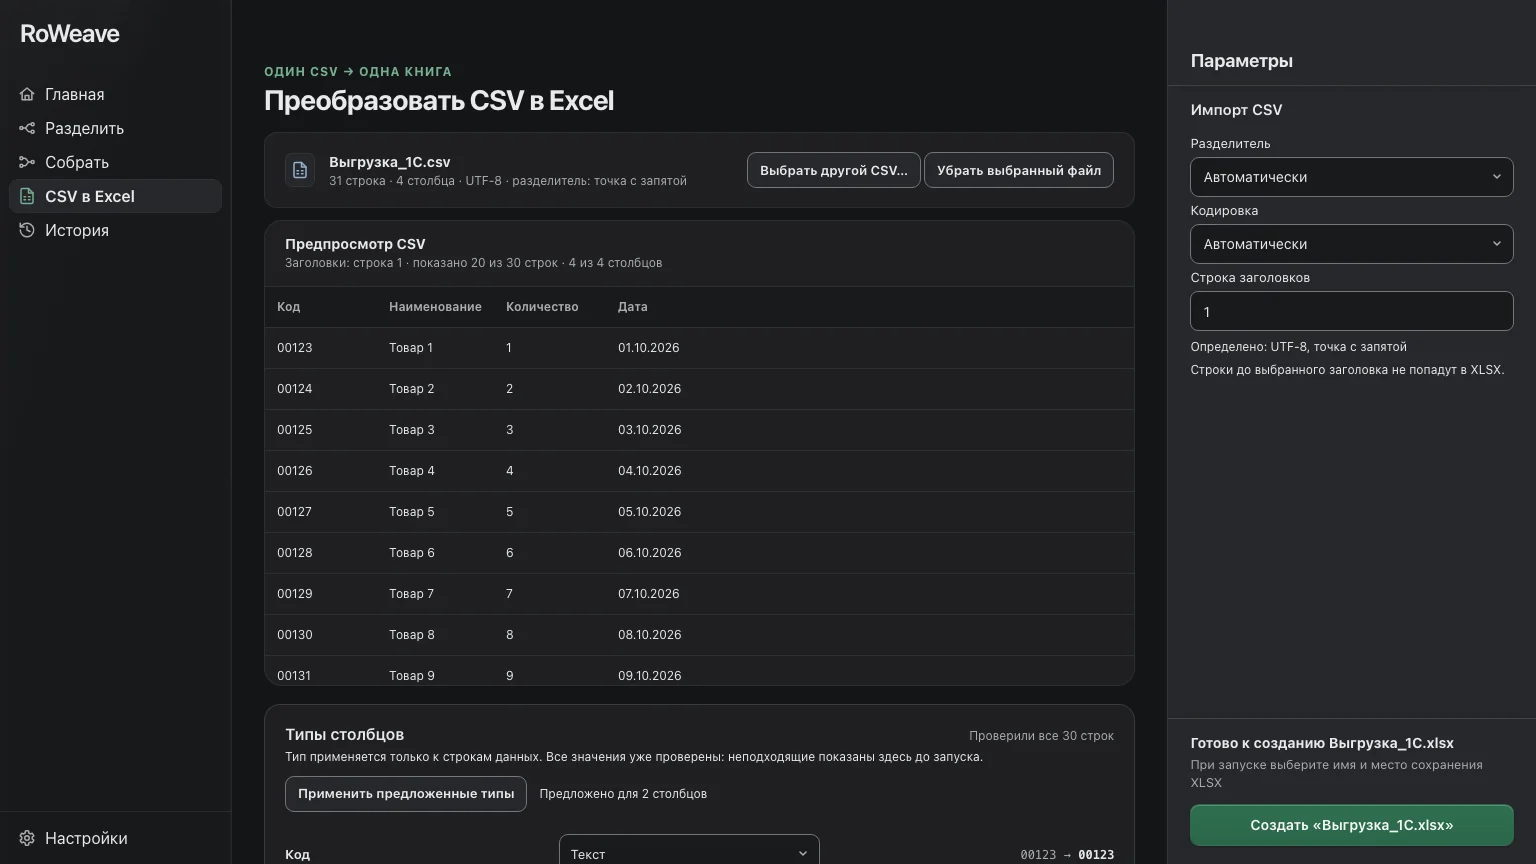 RoWeave
Главная
Разделить
Собрать
CSV в Excel
История
Настройки
ОДИН CSV → ОДНА КНИГА
Преобразовать CSV в Excel
Выгрузка_1С.csv
31 строка · 4 столбца · UTF-8 · разделитель: точка с запятой
Выбрать другой CSV...
Убрать выбранный файл
Предпросмотр CSV
Заголовки: строка 1 · показано 20 из 30 строк · 4 из 4 столбцов
Код Наименование Количество Дата
00123 Товар 1 1 01.10.2026
00124 Товар 2 2 02.10.2026
00125 Товар 3 3 03.10.2026
00126 Товар 4 4 04.10.2026
00127 Товар 5 5 05.10.2026
00128 Товар 6 6 06.10.2026
00129 Товар 7 7 07.10.2026
00130 Товар 8 8 08.10.2026
00131 Товар 9 9 09.10.2026
Типы столбцов
Проверили все 30 строк
Тип применяется только к строкам данных. Все значения уже проверены: неподходящие показаны здесь до запуска.
Применить предложенные типы
Предложено для 2 столбцов
Код Текст 00123 → 00123
Параметры
Импорт CSV
Разделитель
Автоматически
Кодировка
Автоматически
Строка заголовков
1
Определено: UTF-8, точка с запятой
Строки до выбранного заголовка не попадут в XLSX.
Готово к созданию Выгрузка_1С.xlsx
При запуске выберите имя и место сохранения
XLSX
Создать «Выгрузка_1С.xlsx»